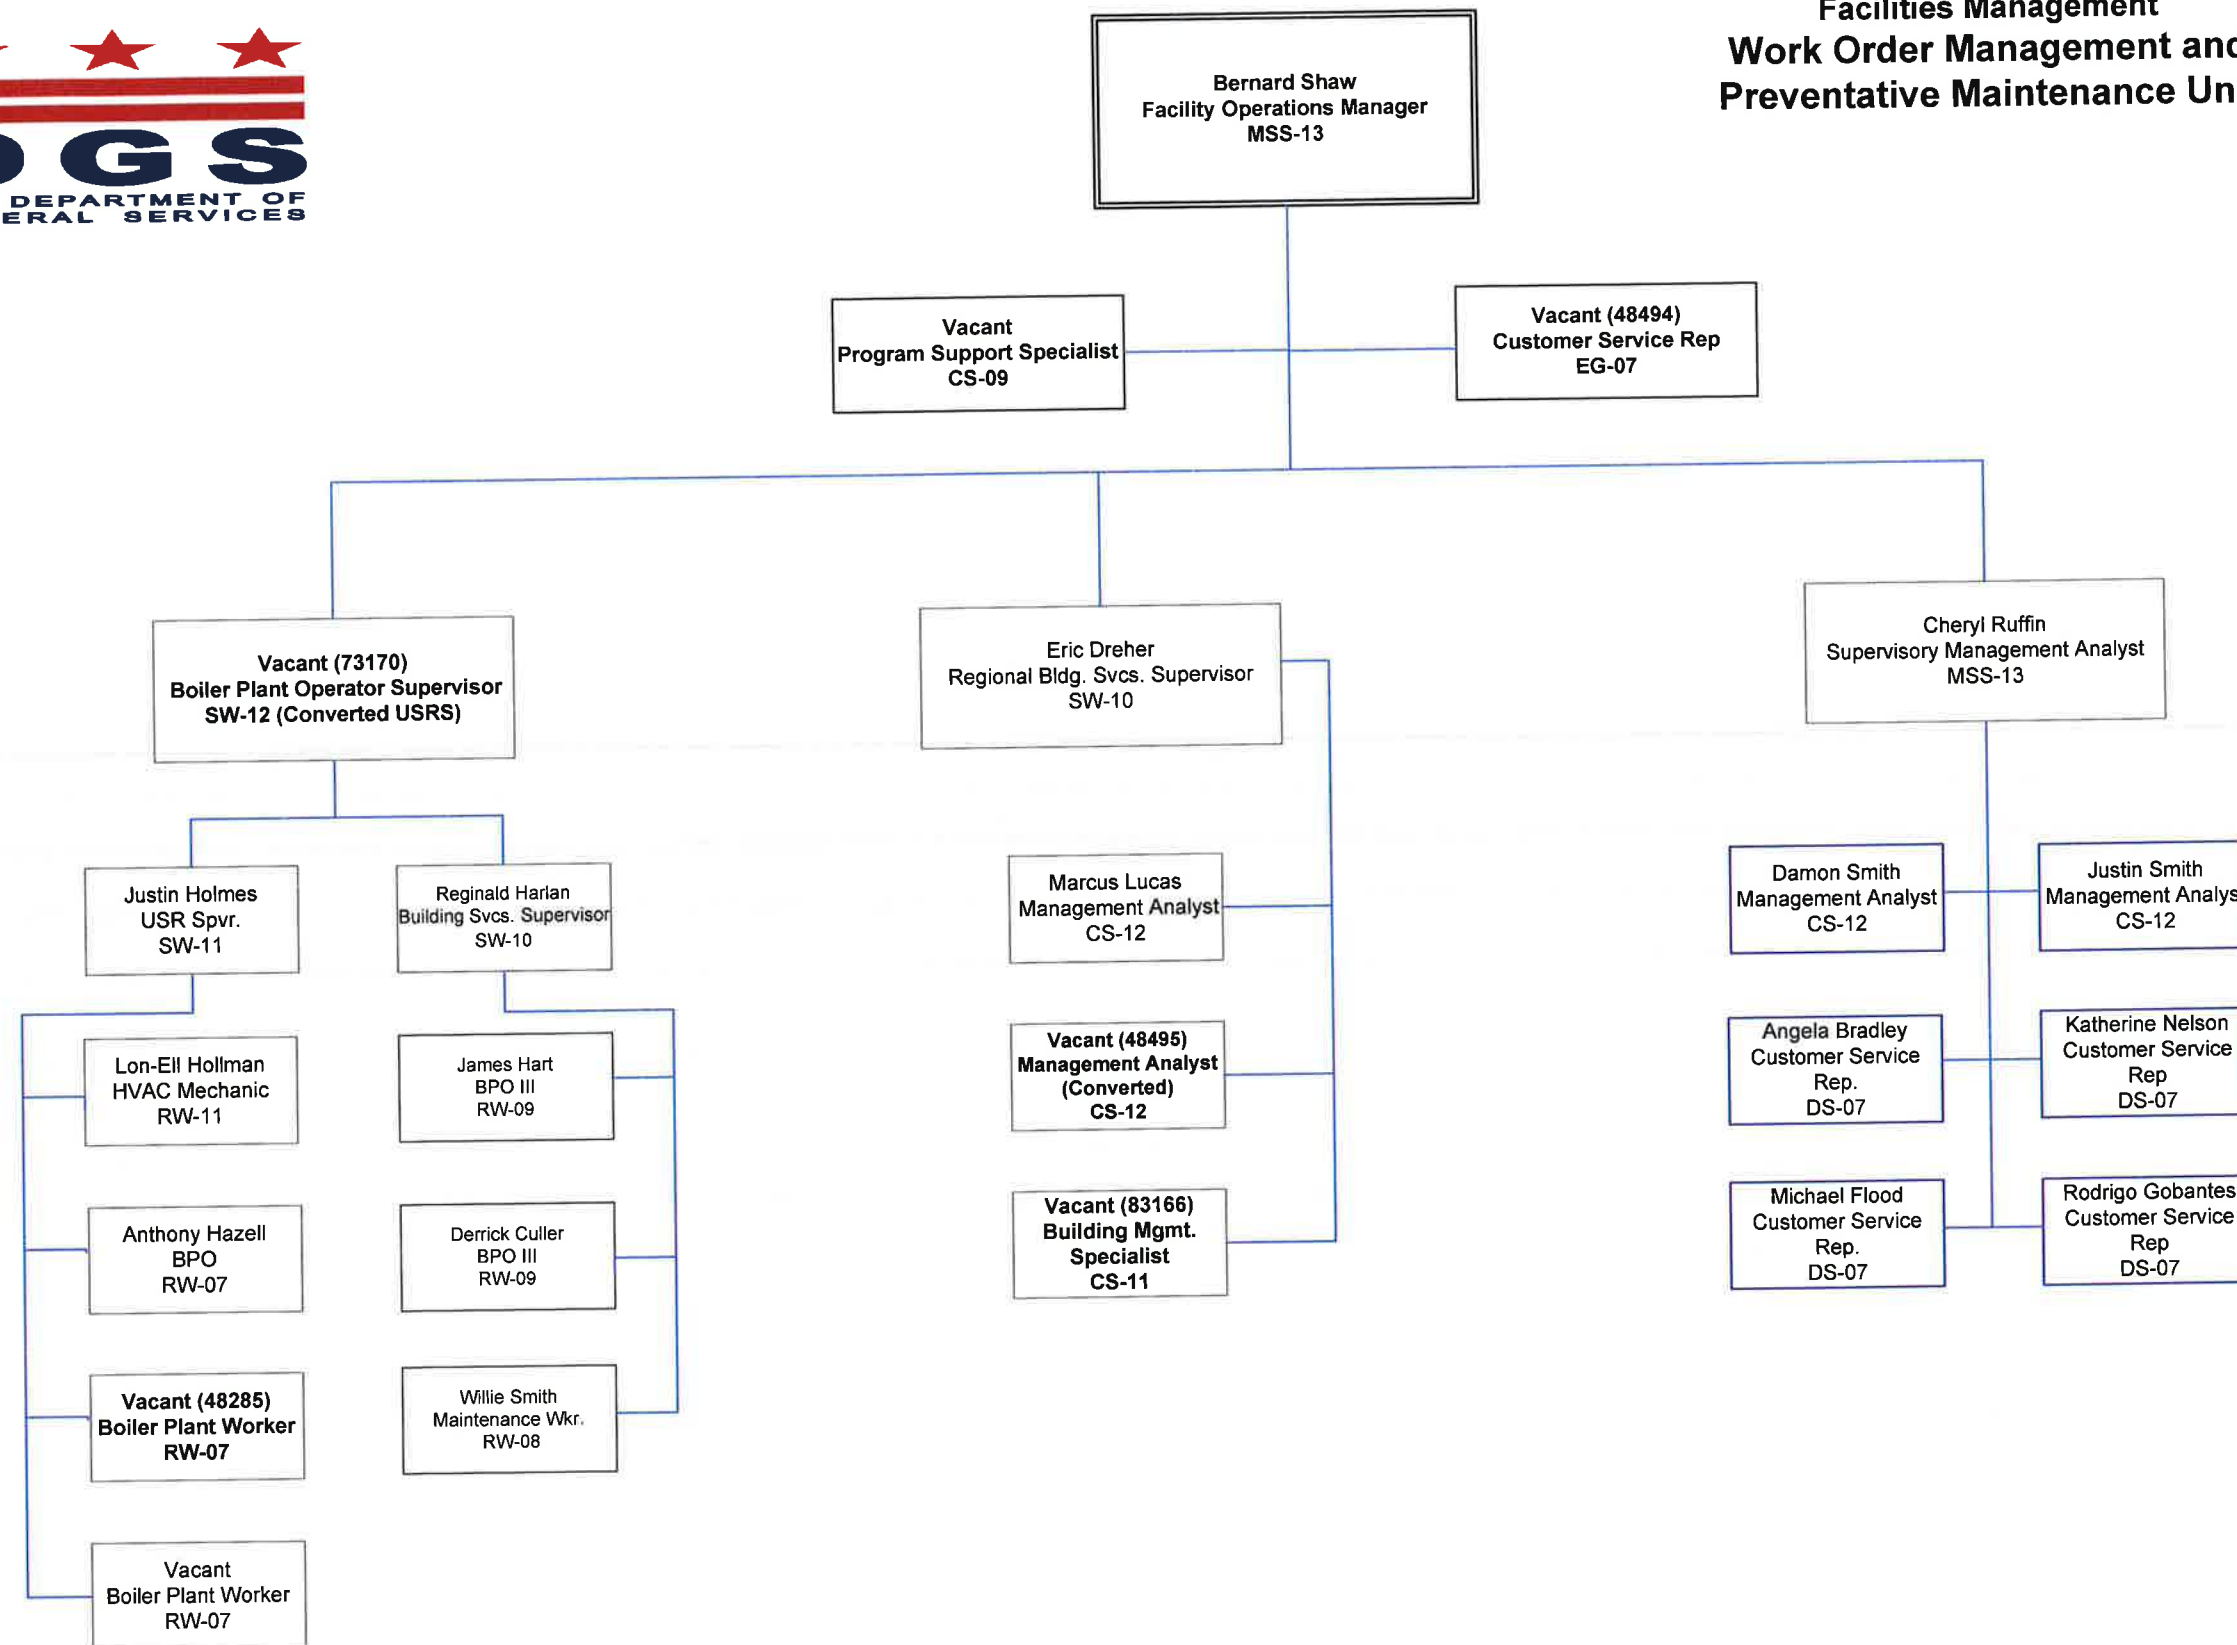 Facilities Management
Work Order Management and
Preventative Maintenance Un
DGS
DEPARTMENT OF
ERAL SERVICES
Bernard Shaw
Facility Operations Manager
MSS-13
Vacant
Program Support Specialist
CS-09
Vacant (48494)
Customer Service Rep
EG-07
Vacant (73170)
Boiler Plant Operator Supervisor
SW-12 (Converted USRS)
Eric Dreher
Regional Bldg. Svcs. Supervisor
SW-10
Cheryl Ruffin
Supervisory Management Analyst
MSS-13
Justin Holmes
USR Spvr.
SW-11
Reginald Harlan
Building Svcs. Supervisor
SW-10
Marcus Lucas
Management Analyst
CS-12
Damon Smith
Management Analyst
CS-12
Justin Smith
Management Analys
CS-12
Lon-Ell Hollman
HVAC Mechanic
RW-11
James Hart
BPO III
RW-09
Vacant (48495)
Management Analyst
(Converted)
CS-12
Angela Bradley
Customer Service
Rep.
DS-07
Katherine Nelson
Customer Service
Rep
DS-07
Anthony Hazell
BPO
RW-07
Derrick Culler
BPO III
RW-09
Vacant (83166)
Building Mgmt.
Specialist
CS-11
Michael Flood
Customer Service
Rep.
DS-07
Rodrigo Gobantes
Customer Service
Rep
DS-07
Vacant (48285)
Boiler Plant Worker
RW-07
Willie Smith
Maintenance Wkr.
RW-08
Vacant
Boiler Plant Worker
RW-07